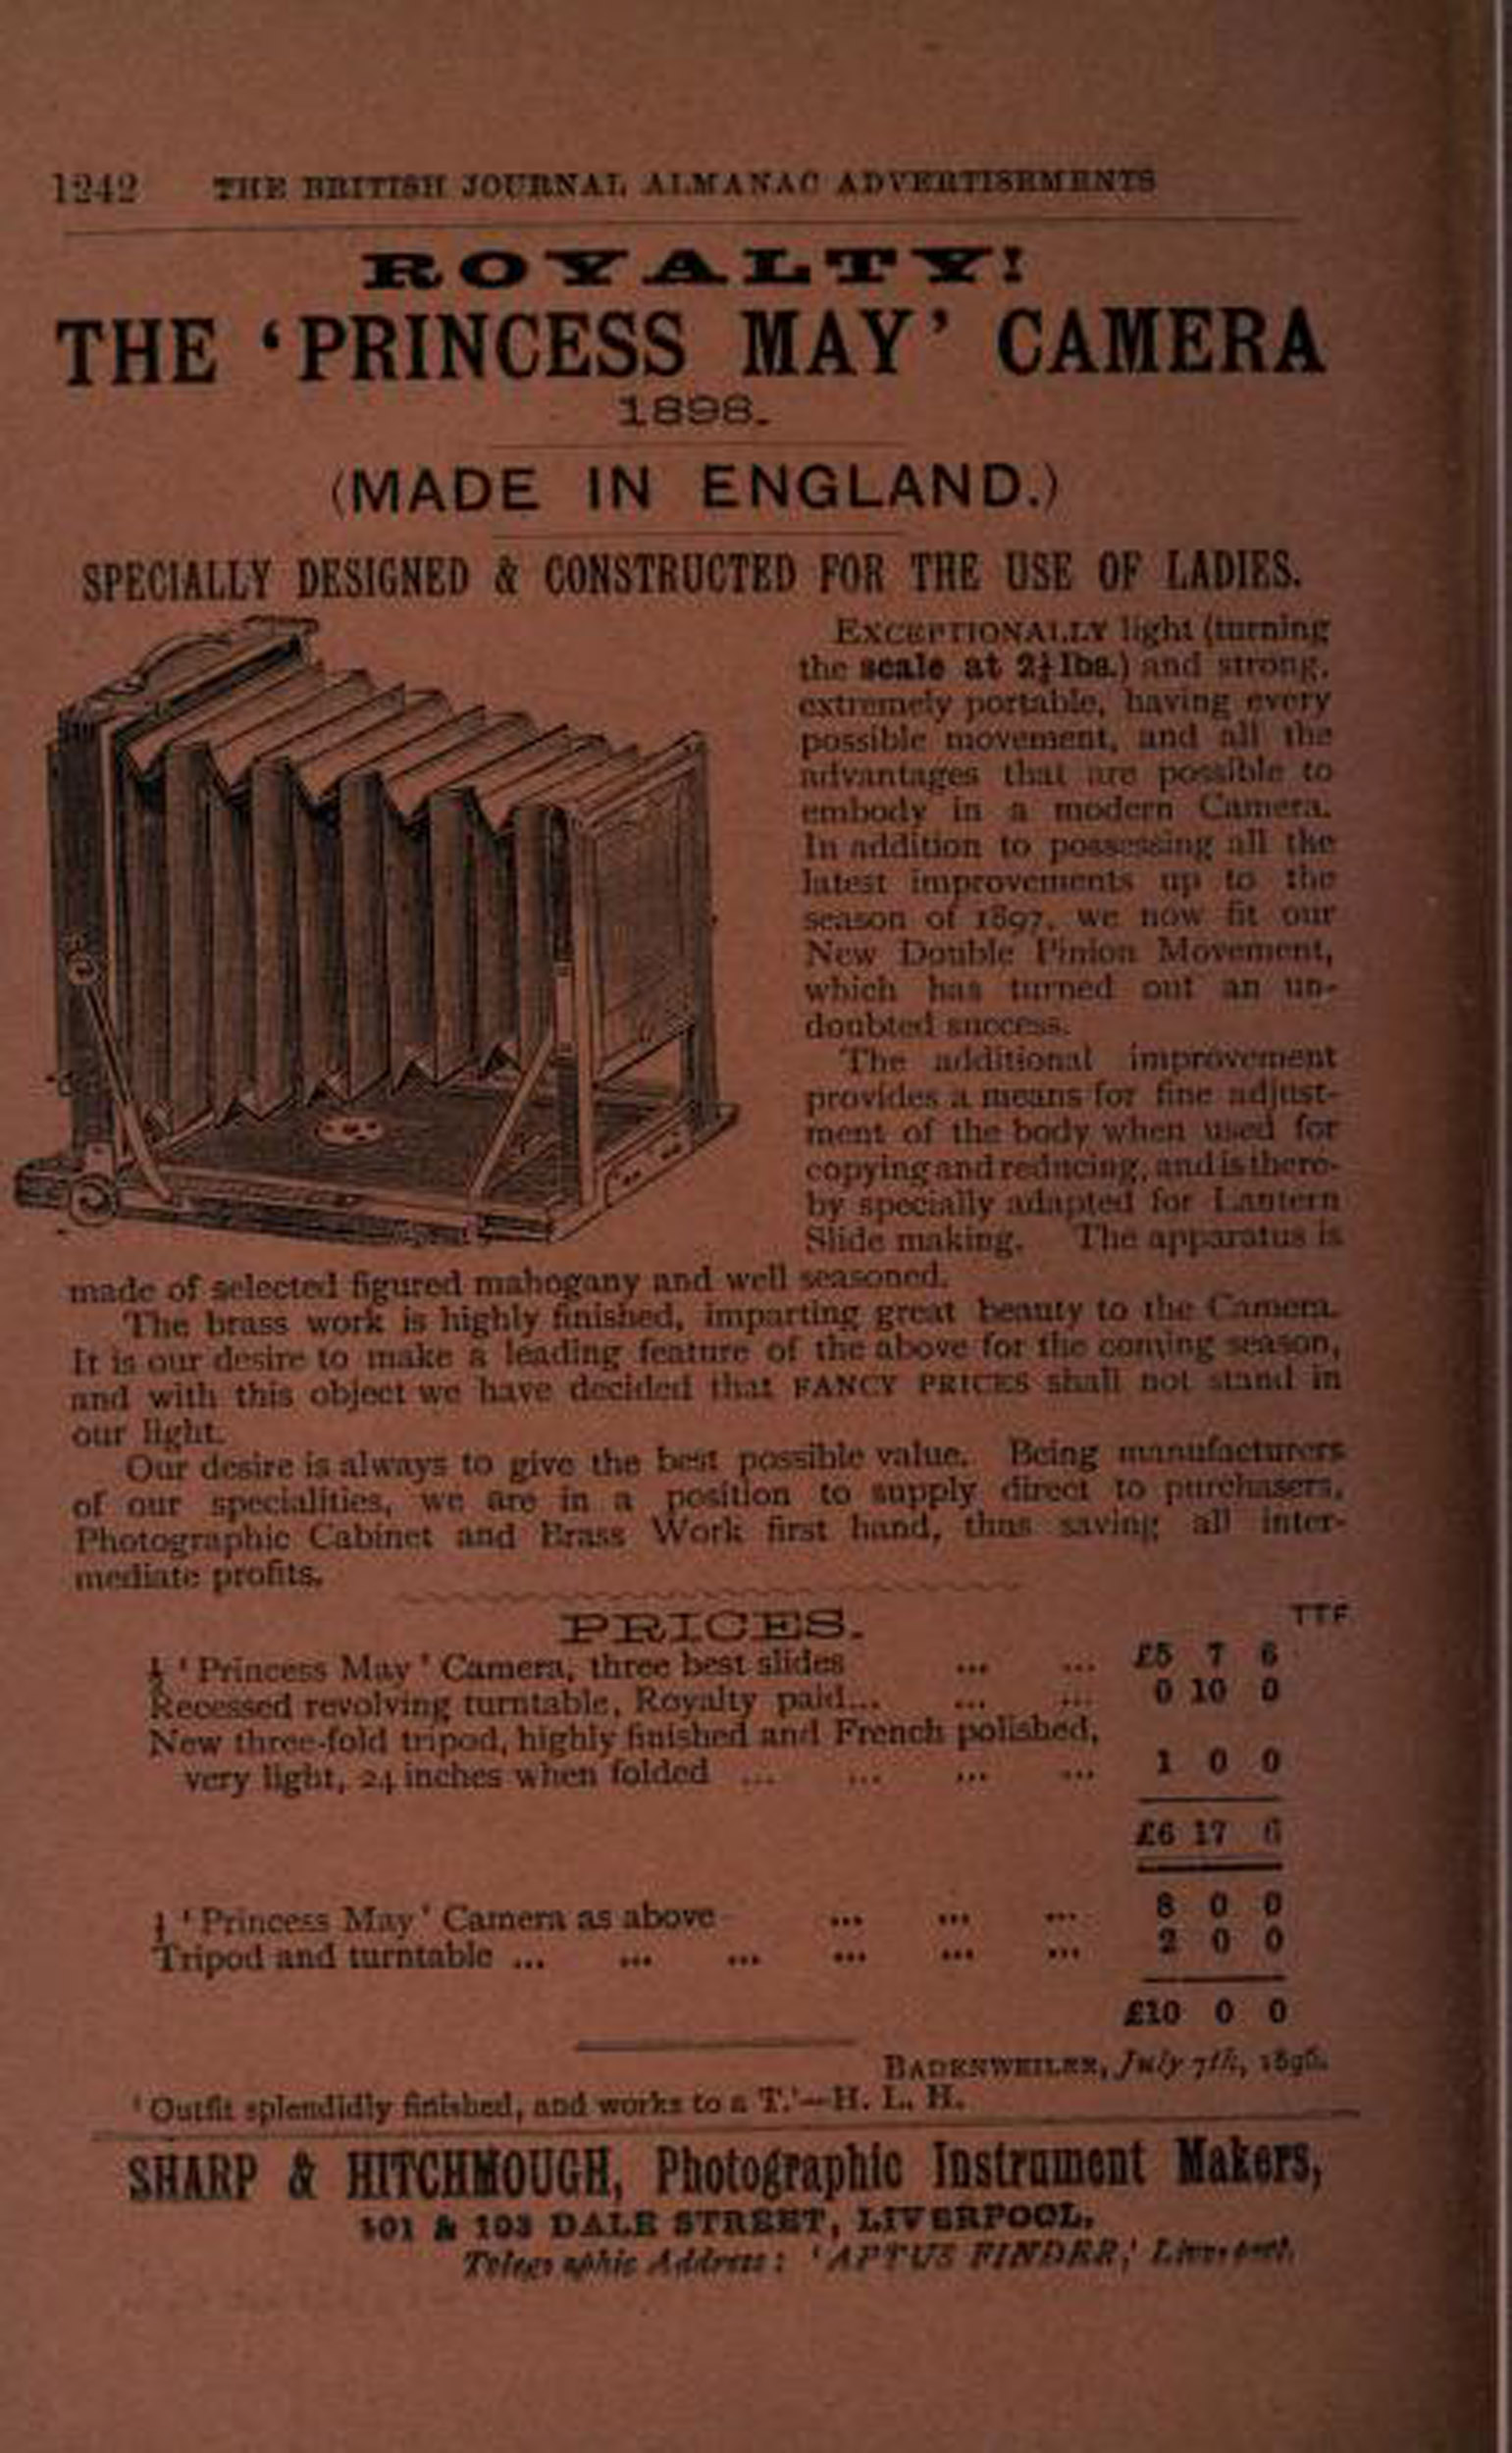 1242 THE BRITISH JOURNAL ALMANAC ADVERTISEMENTS
ROYALTY!
THE ‘PRINCESS MAY’ CAMERA
1898.
(MADE IN ENGLAND.)
SPECIALLY DESIGNED & CONSTRUCTED FOR THE USE OF LADIES.
EXCEPTIONALLY light (turning
the scale at lbs.) and strong,
extremely portable, having every
possible movement, and all the
advantages that are possible to
embody in a modern Camera.
In addition to possessing all the
latest improvements up to the
season of 1897, we now fit our
New Double Pinion Movement,
which has turned out an un-
doubted success.
The additional improvement
provides a means for fine adjust-
ment of the body when used for
copying and reducing, and is there-
by specially adapted for Lantern
Slide making. The apparatus is
made of selected figured mahogany and well seasoned.
The brass work is highly finished, imparting great beauty to the Camera.
It is our desire to make a leading feature of the above for the coming season,
and with this object we have decided that FANCY PRICES shall not stand in
our light.
Our desire is always to give the best possible value. Being manufacturers
of our specialities, we are in a position to supply direct to purchasers,
Photographic Cabinet and Brass Work first hand, thus saving all inter-
mediate profits.
TTF
PRICES.
‘Princess May’ Camera, three best slides ... ... £5 7 6
Recessed revolving turntable, Royalty paid... ... ... 0 10 0
New three-fold tripod, highly finished and French polished,
very light, 24 inches when folded ... ... ... ... 1 0 0
£6 17 6
‘Princess May’ Camera as above ... ... ... 8 0 0
Tripod and turntable ... ... ... ... ... ... 2 0 0
£10 0 0
BADENWEILER, July 7th,
‘Outfit splendidly finished, and works to a T.’—H. L. H.
SHARP & HITCHMOUGH, Photographic Instrument Makers,
101 & 103 DALE STREET, LIVERPOOL.
Telegraphic Address: ‘APTUS FINDER,’ Liverpool.